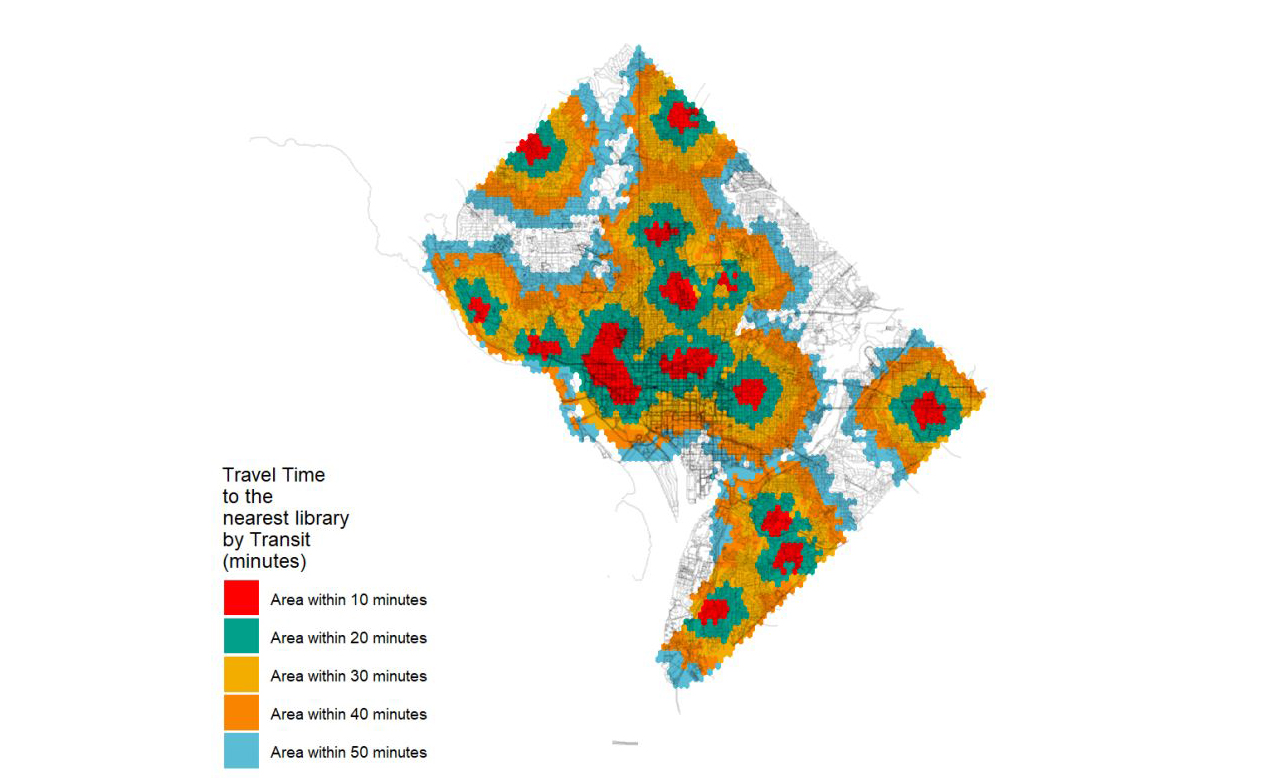 Travel Time
to the
nearest library
by Transit
(minutes)
Area within 10 minutes
Area within 20 minutes
Area within 30 minutes
Area within 40 minutes
Area within 50 minutes